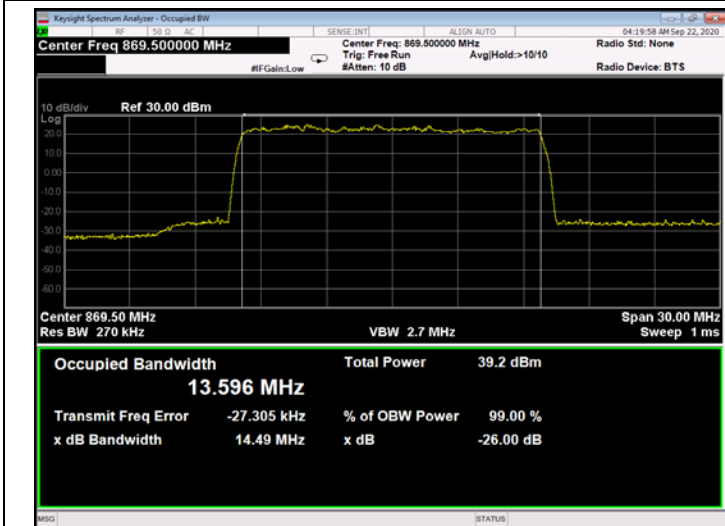 Keysight Spectrum Analyzer - Occupied BW
RF 50 Ω AC SENSE:INT ALIGN AUTO 04:19:58 AM Sep 22, 2020
Center Freq 869.500000 MHz Center Freq: 869.500000 MHz Radio Std: None
Trig: Free Run Avg|Hold:>10/10
#IFGain:Low #Atten: 10 dB Radio Device: BTS
10 dB/div Ref 30.00 dBm
Log
20.0
10.0
0.00
-10.0
-20.0
-30.0
-40.0
-50.0
-60.0
Center 869.50 MHz Span 30.00 MHz
Res BW 270 kHz VBW 2.7 MHz Sweep 1 ms
Occupied Bandwidth Total Power 39.2 dBm
13.596 MHz
Transmit Freq Error -27.305 kHz % of OBW Power 99.00 %
x dB Bandwidth 14.49 MHz x dB -26.00 dB
MSG STATUS